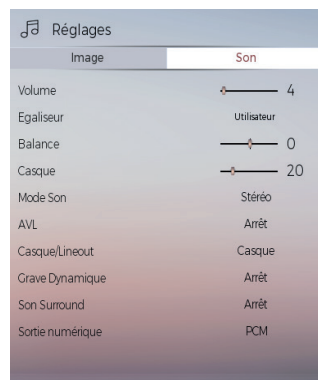 Réglages
Image Son
Volume 4
Egaliseur Utilisateur
Balance 0
Casque 20
Mode Son Stéréo
AVL Arrêt
Casque/Lineout Casque
Grave Dynamique Arrêt
Son Surround Arrêt
Sortie numérique PCM